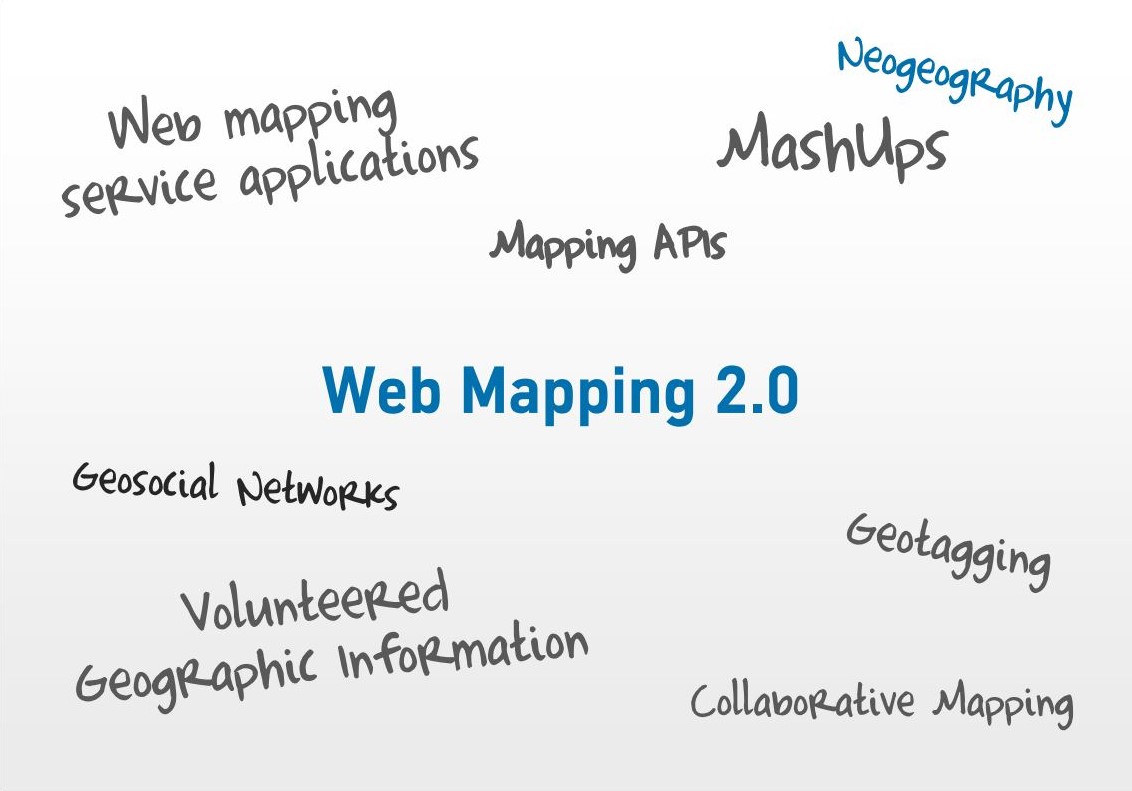 Neogeography
Web mapping
service applications
MashUps
Mapping APIs
Web Mapping 2.0
Geosocial Networks
Geotagging
Volunteered
Geographic Information
Collaborative Mapping